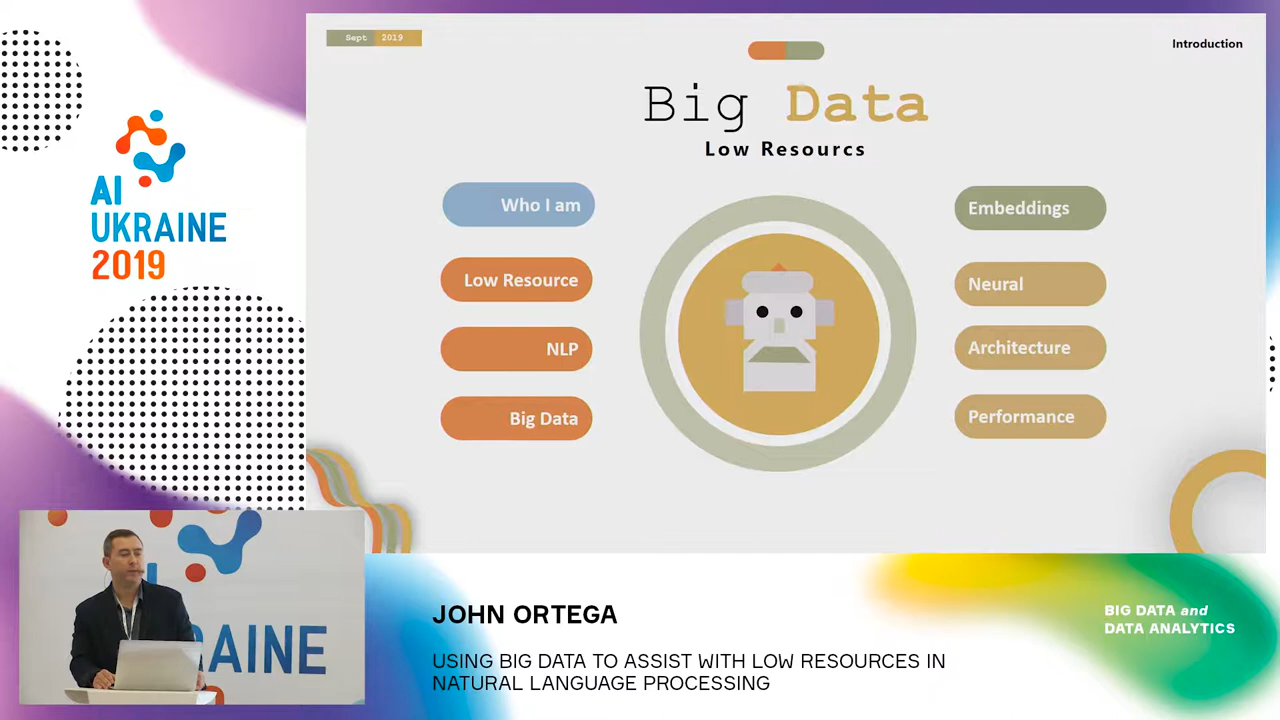 Sept 2019
Introduction
Big Data
Low Resourcs
Who I am
Low Resource
NLP
Big Data
Embeddings
Neural
Architecture
Performance
AI
UKRAINE
2019
RAINE
JOHN ORTEGA
USING BIG DATA TO ASSIST WITH LOW RESOURCES IN
NATURAL LANGUAGE PROCESSING
BIG DATA and
DATA ANALYTICS